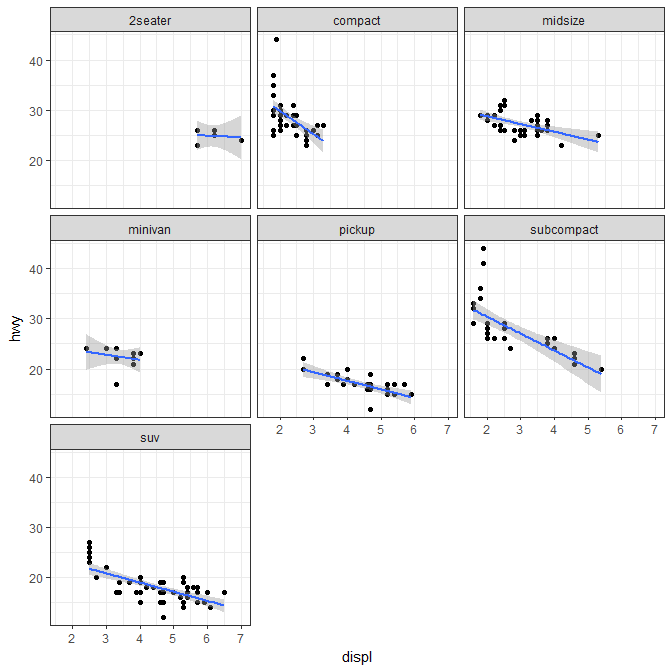 2seater compact midsize
40
30
20
minivan pickup subcompact
40
30
20
hwy
2 3 4 5 6 7 2 3 4 5 6 7
suv
40
30
20
2 3 4 5 6 7
displ